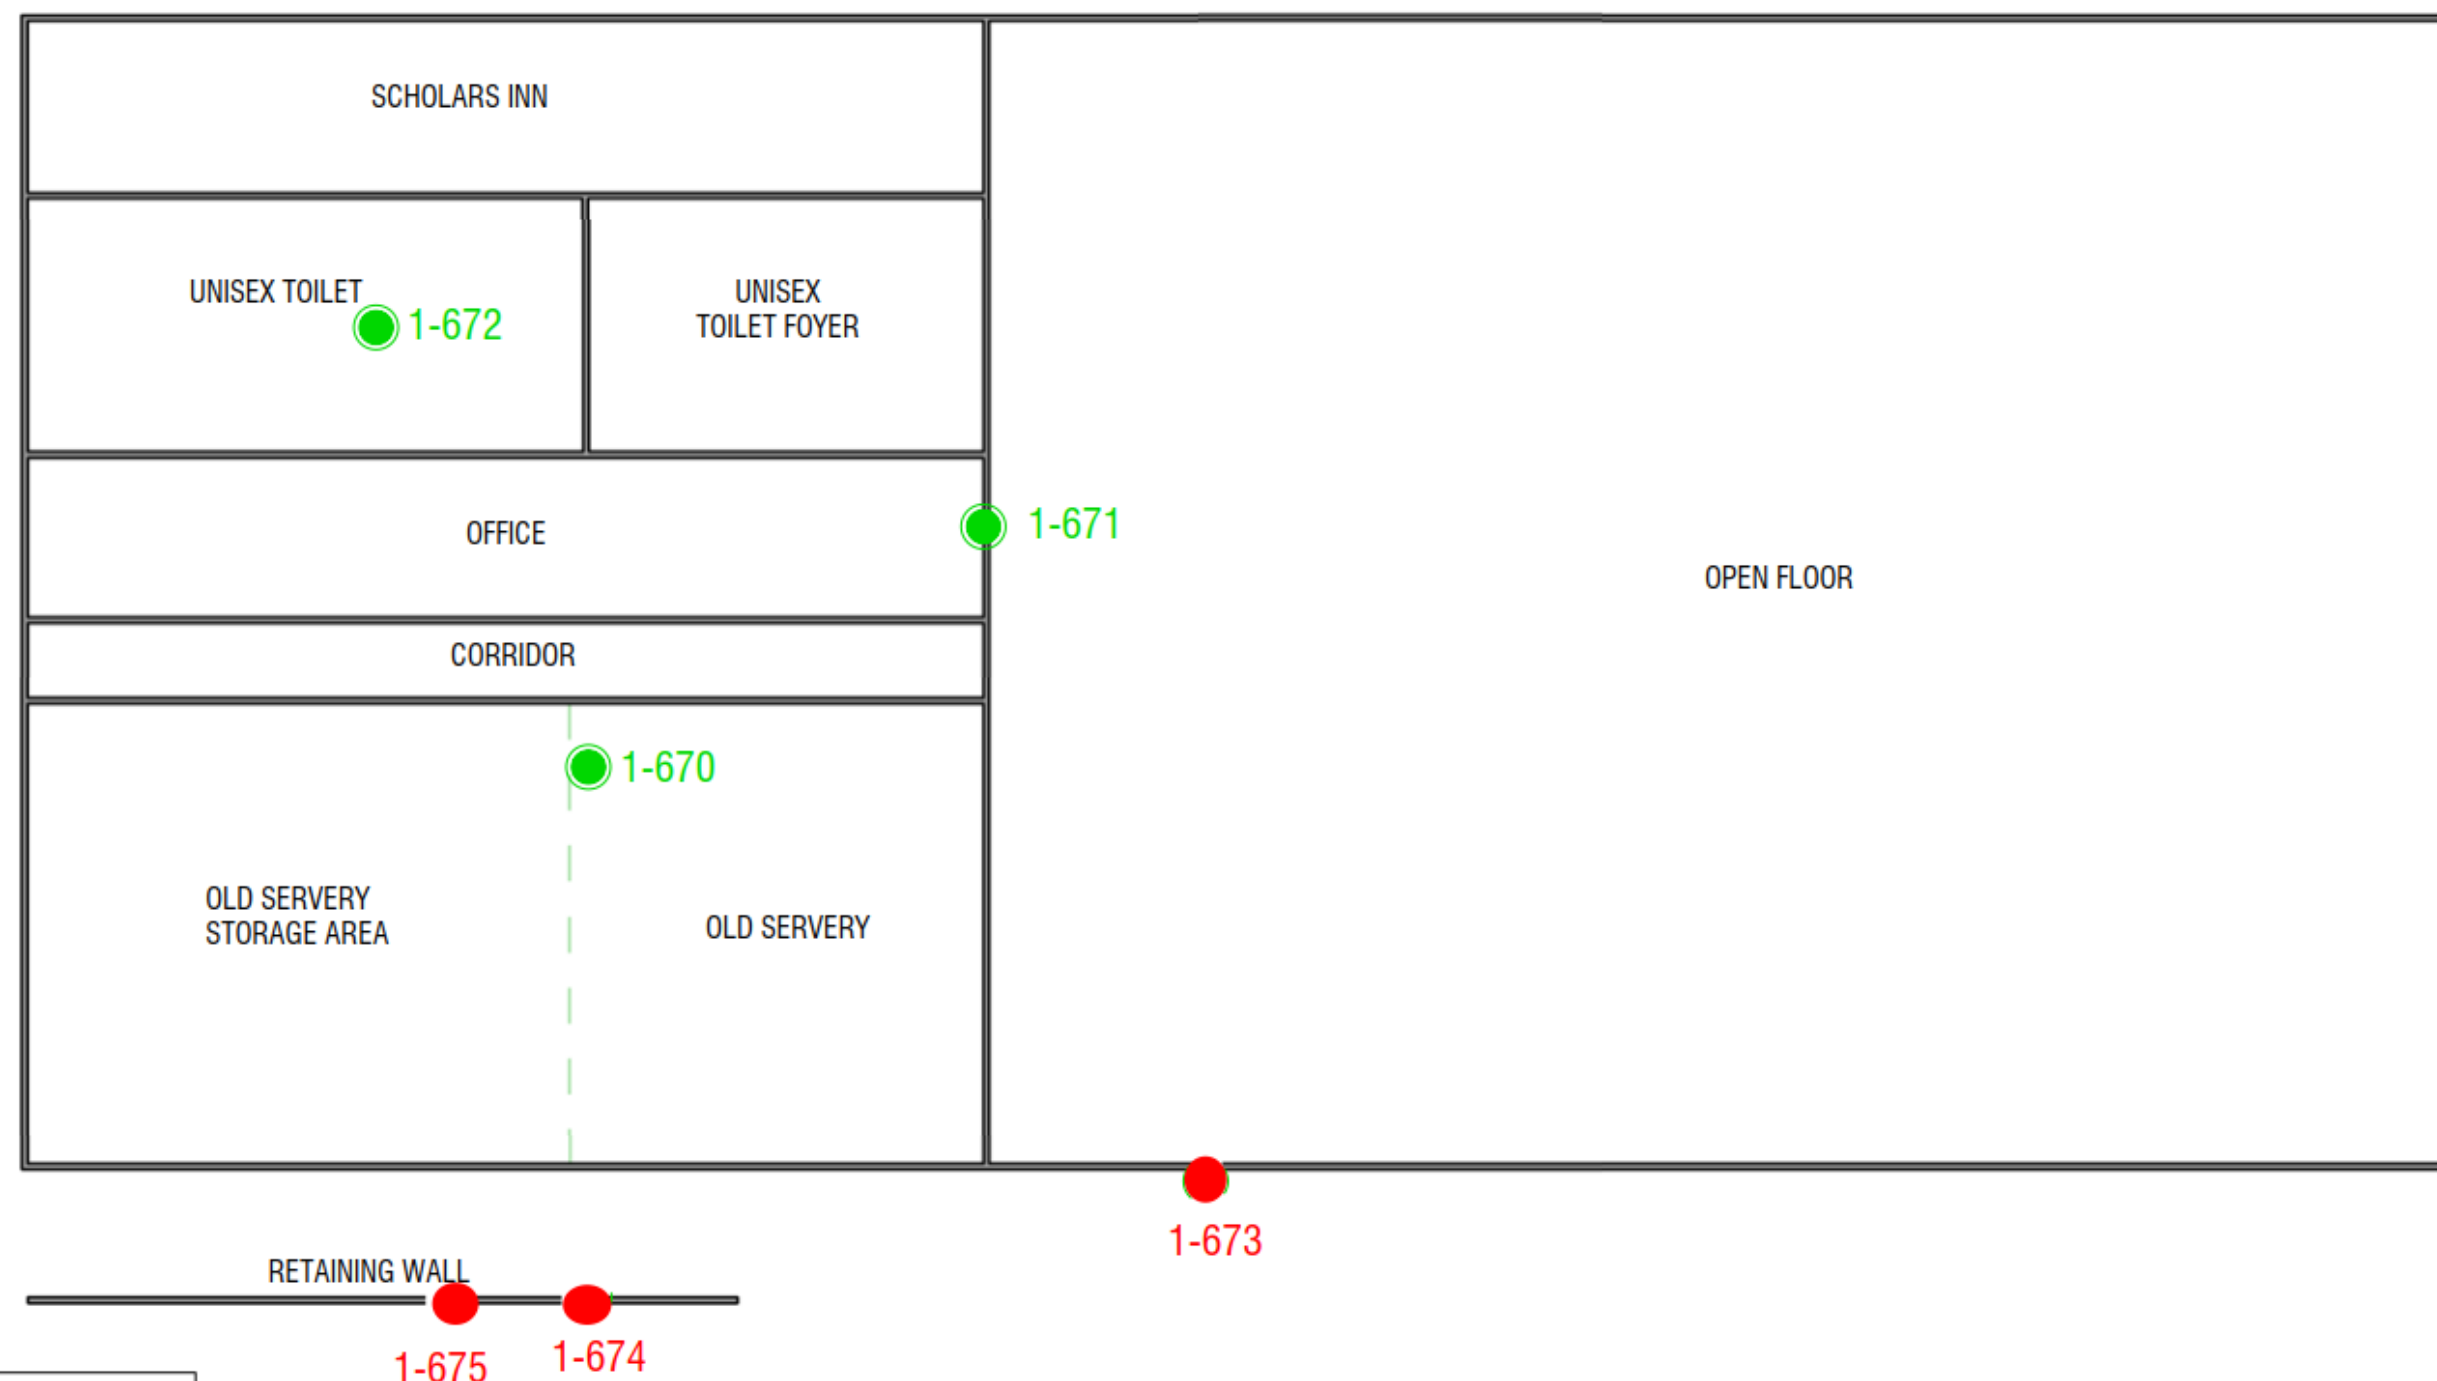 SCHOLARS INN
UNISEX TOILET
1-672
UNISEX
TOILET FOYER
OFFICE
1-671
OPEN FLOOR
CORRIDOR
1-670
OLD SERVERY
STORAGE AREA
OLD SERVERY
1-673
RETAINING WALL
1-675
1-674